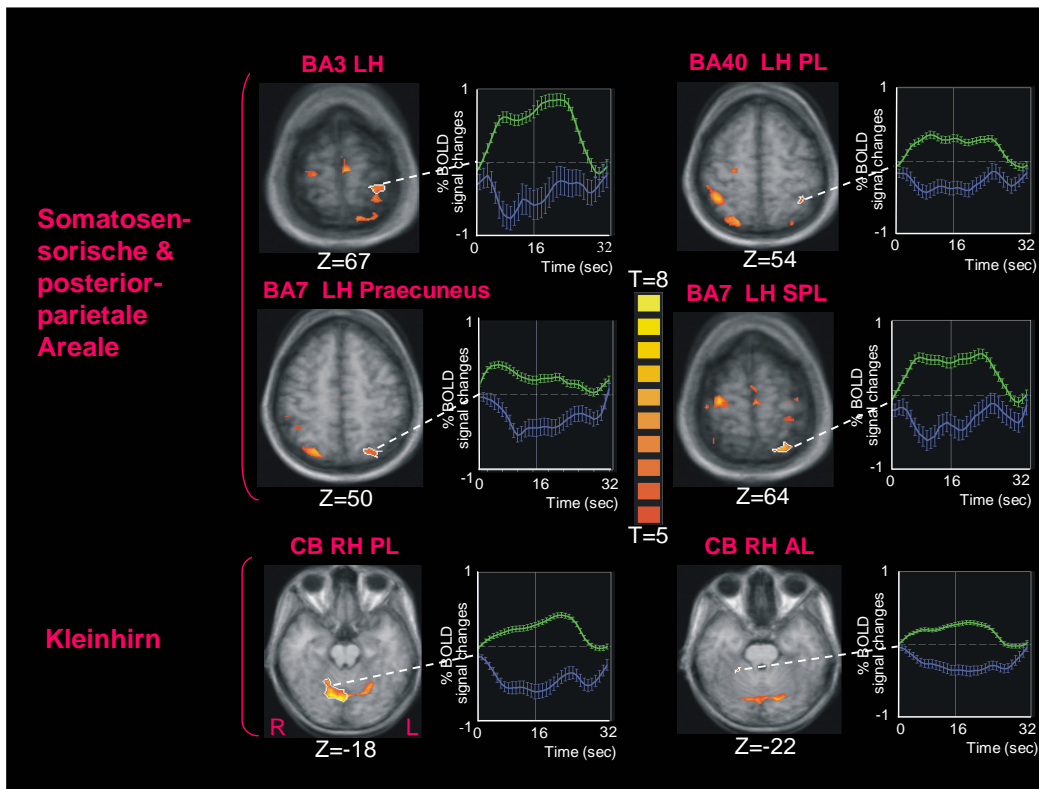 BA3 LH
1
% BOLD
signal changes
-1
0
16
32
Time (sec)
Z=67
BA40 LH PL
1
% BOLD
signal changes
-1
0
16
32
Time (sec)
Z=54
Somatosen-
sorische &
posterior-
parietale
Areale
BA7 LH Praecuneus
1
% BOLD
signal changes
-1
0
16
32
Time (sec)
Z=50
T=8
T=5
BA7 LH SPL
1
% BOLD
signal changes
-1
0
16
32
Time (sec)
Z=64
Kleinhirn
CB RH PL
R
L
1
% BOLD
signal changes
-1
0
16
32
Time (sec)
Z=-18
CB RH AL
1
% BOLD
signal changes
-1
0
16
32
Time (sec)
Z=-22